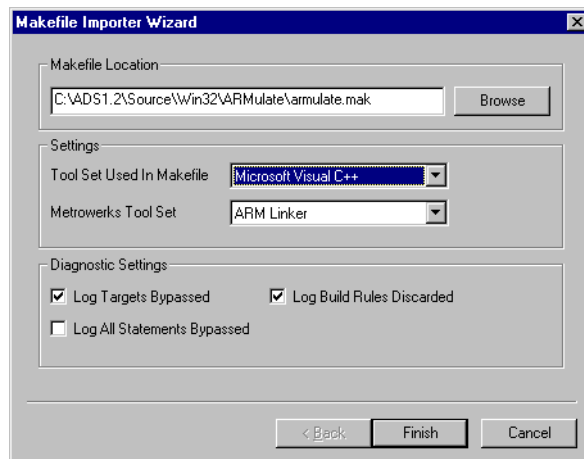 Makefile Importer Wizard
Makefile Location
C:\ADS1.2\Source\Win32\ARMulate\armulate.mak
Browse
Settings
Tool Set Used In Makefile
Microsoft Visual C++
Metrowerks Tool Set
ARM Linker
Diagnostic Settings
Log Targets Bypassed
Log Build Rules Discarded
Log All Statements Bypassed
< Back
Finish
Cancel